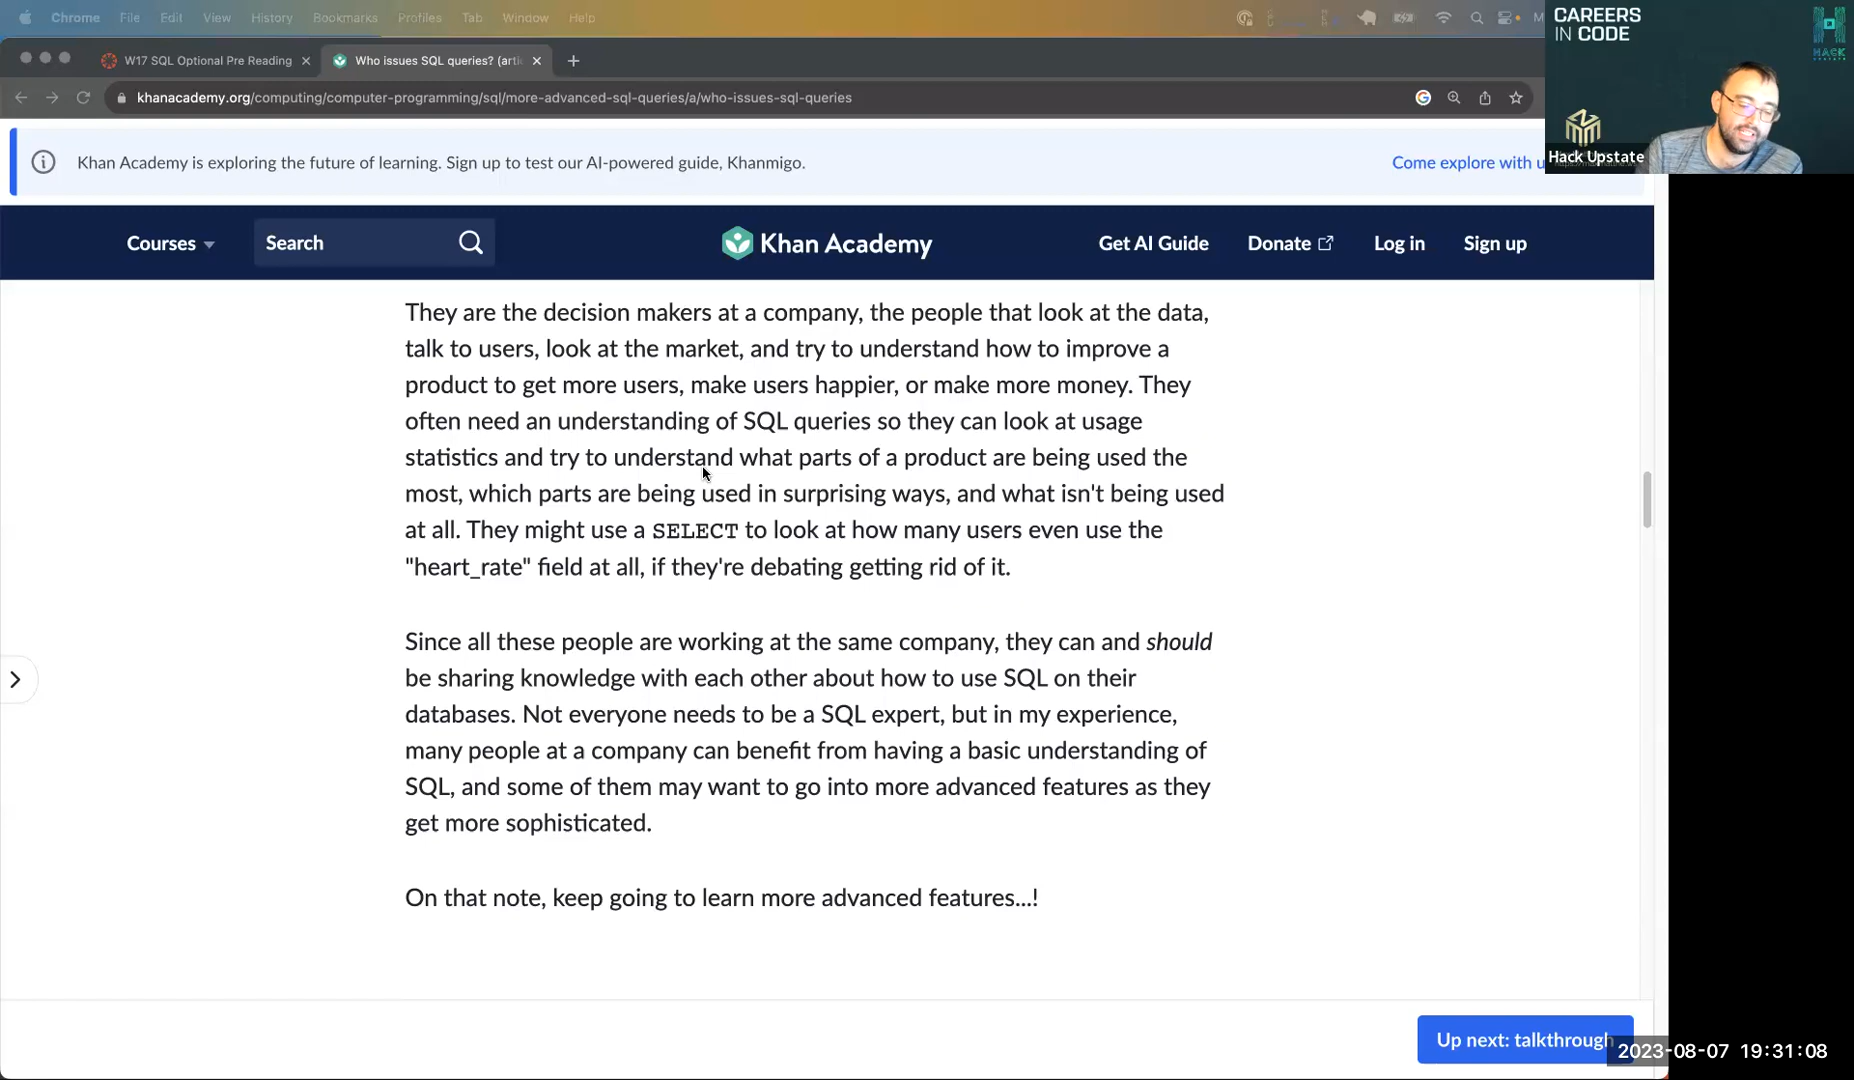 Chrome File Edit View History Bookmarks Profiles Tab Window Help
W17 SQL Optional Pre Reading
Who issues SQL queries? (arti
khanacademy.org/computing/computer-programming/sql/more-advanced-sql-queries/a/who-issues-sql-queries
CAREERS
IN CODE
HACK
Hack Upstate
Khan Academy is exploring the future of learning. Sign up to test our AI-powered guide, Khanmigo.
Come explore with u
Courses
Search
Khan Academy
Get AI Guide
Donate
Log in
Sign up
They are the decision makers at a company, the people that look at the data,
talk to users, look at the market, and try to understand how to improve a
product to get more users, make users happier, or make more money. They
often need an understanding of SQL queries so they can look at usage
statistics and try to understand what parts of a product are being used the
most, which parts are being used in surprising ways, and what isn't being used
at all. They might use a SELECT to look at how many users even use the
"heart_rate" field at all, if they're debating getting rid of it.
Since all these people are working at the same company, they can and should
be sharing knowledge with each other about how to use SQL on their
databases. Not everyone needs to be a SQL expert, but in my experience,
many people at a company can benefit from having a basic understanding of
SQL, and some of them may want to go into more advanced features as they
get more sophisticated.
On that note, keep going to learn more advanced features...!
Up next: talkthrough
2023-08-07 19:31:08